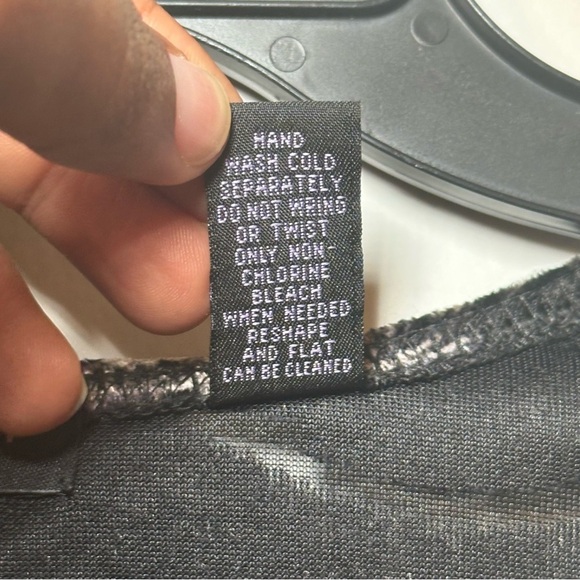 HAND
WASH COLD
SEPARATELY
DO NOT WRING
OR TWIST
ONLY NON-
CHLORINE
BLEACH
WHEN NEEDED
RESHAPE
AND FLAT
CAN BE CLEANED